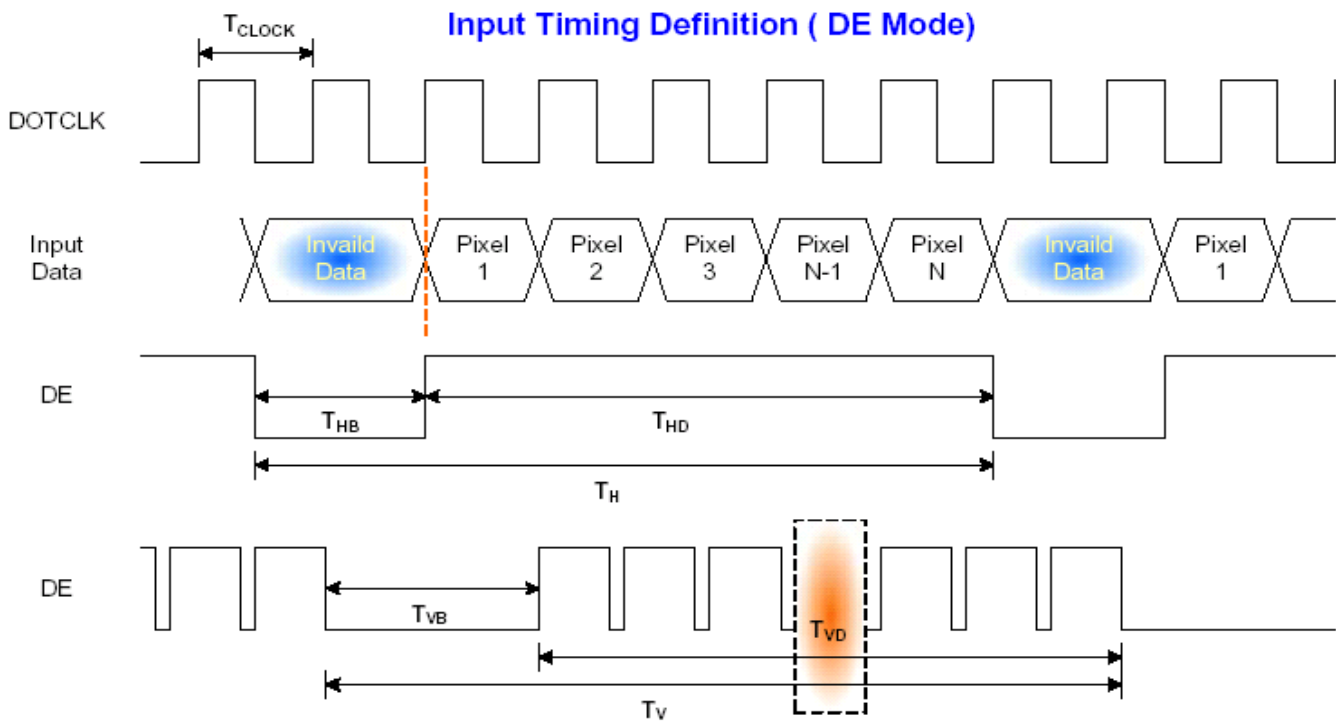 Input Timing Definition ( DE Mode)
TCLOCK
DOTCLK
Input
Data
Invaild
Data
Pixel
1
Pixel
2
Pixel
3
Pixel
N-1
Pixel
N
Invaild
Data
Pixel
1
DE
THB
THD
TH
DE
TVB
TVD
TV